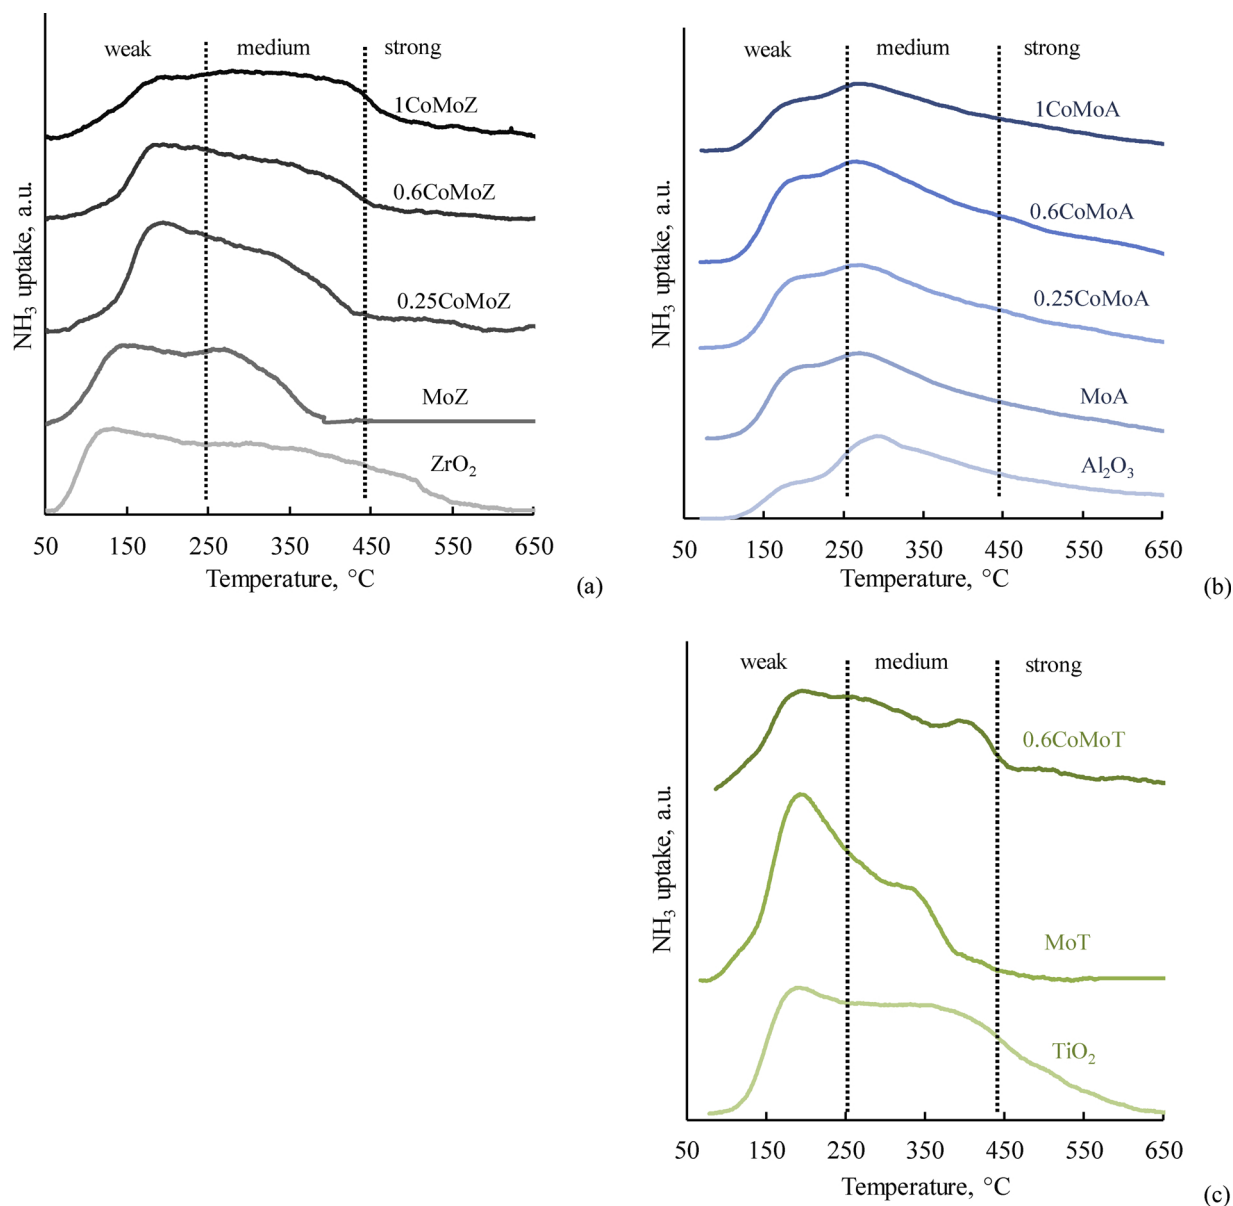 weak medium strong
1CoMoZ
0.6CoMoZ
0.25CoMoZ
MoZ
ZrO₂
NH₃ uptake, a.u.
50 150 250 350 450 550 650
Temperature, °C
(a)
weak medium strong
1CoMoA
0.6CoMoA
0.25CoMoA
MoA
Al₂O₃
NH₃ uptake, a.u.
50 150 250 350 450 550 650
Temperature, °C
(b)
weak medium strong
0.6CoMoT
MoT
TiO₂
NH₃ uptake, a.u.
50 150 250 350 450 550 650
Temperature, °C
(c)